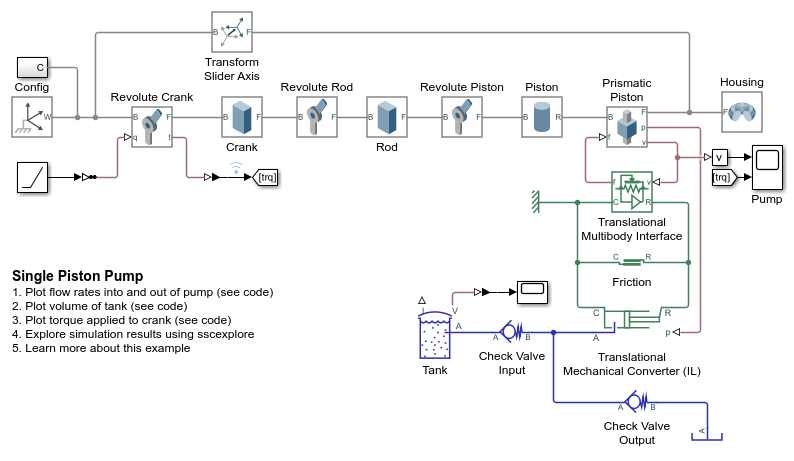 B
F
Transform
Slider Axis
C
Config
W
Revolute Crank
B
F
q
t
B
F
Crank
Revolute Rod
B
F
B
F
Rod
Revolute Piston
B
F
Piston
B
R
Prismatic
Piston
B
F
p
f
v
Housing
F
[trq]
v
[trq]
Pump
f
v
C
R
Translational
Multibody Interface
C
R
Friction
C
R
A
p
Translational
Mechanical Converter (IL)
Single Piston Pump
1. Plot flow rates into and out of pump (see code)
2. Plot volume of tank (see code)
3. Plot torque applied to crank (see code)
4. Explore simulation results using sscexplore
5. Learn more about this example
L
V
A
Tank
A
B
Check Valve
Input
A
B
Check Valve
Output
A